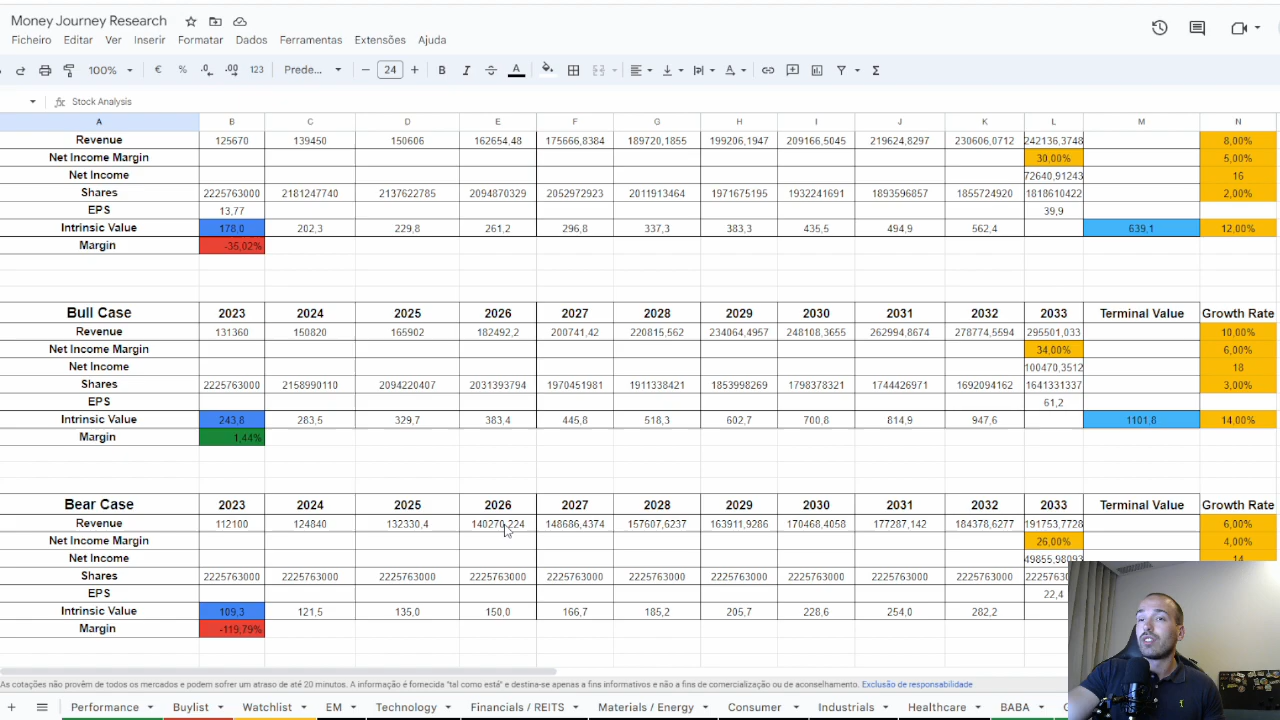 Money Journey Research
Ficheiro Editar Ver Inserir Formatar Dados Ferramentas Extensões Ajuda
100% € % .0 .00 123 Prede... − 24 + B I A Σ
fx Stock Analysis
A B C D E F G H I J K L M N
Revenue 125670 139450 150606 162654,48 175666,8384 189720,1855 199206,1947 209166,5045 219624,8297 230606,0712 242136,3748 8,00%
Net Income Margin 30,00% 5,00%
Net Income 72640,91243 16
Shares 2225763000 2181247740 2137622785 2094870329 2052972923 2011913464 1971675195 1932241691 1893596857 1855724920 1818610422 2,00%
EPS 13,77 39,9
Intrinsic Value 178,0 202,3 229,8 261,2 296,8 337,3 383,3 435,5 494,9 562,4 639,1 12,00%
Margin -35,02%
Bull Case 2023 2024 2025 2026 2027 2028 2029 2030 2031 2032 2033 Terminal Value Growth Rate
Revenue 131360 150820 165902 182492,2 200741,42 220815,562 234064,4957 248108,3655 262994,8674 278774,5594 295501,033 10,00%
Net Income Margin 34,00% 6,00%
Net Income 100470,3512 18
Shares 2225763000 2158990110 2094220407 2031393794 1970451981 1911338421 1853998269 1798378321 1744426971 1692094162 1641331337 3,00%
EPS 61,2
Intrinsic Value 243,8 283,5 329,7 383,4 445,8 518,3 602,7 700,8 814,9 947,6 1101,8 14,00%
Margin 1,44%
Bear Case 2023 2024 2025 2026 2027 2028 2029 2030 2031 2032 2033 Terminal Value Growth Rate
Revenue 112100 124840 132330,4 140270,224 148686,4374 157607,6237 163911,9286 170468,4058 177287,142 184378,6277 191753,7728 6,00%
Net Income Margin 26,00% 4,00%
Net Income 49855,98093 14
Shares 2225763000 2225763000 2225763000 2225763000 2225763000 2225763000 2225763000 2225763000 2225763000 2225763000
EPS 22,4
Intrinsic Value 109,3 121,5 135,0 150,0 166,7 185,2 205,7 228,6 254,0 282,2
Margin -119,79%
As cotações não provêm de todos os mercados e podem sofrer um atraso de até 20 minutos. A informação é fornecida "tal como está" e destina-se apenas a fins informativos e não a fins de comercialização ou de aconselhamento. Exclusão de responsabilidade
Performance Buylist Watchlist EM Technology Financials / REITS Materials / Energy Consumer Industrials Healthcare BABA